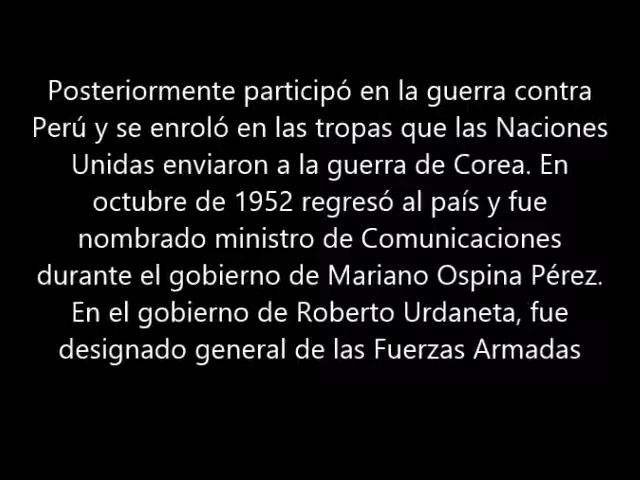 Posteriormente participó en la guerra contra
Perú y se enroló en las tropas que las Naciones
Unidas enviaron a la guerra de Corea. En
octubre de 1952 regresó al país y fue
nombrado ministro de Comunicaciones
durante el gobierno de Mariano Ospina Pérez.
En el gobierno de Roberto Urdaneta, fue
designado general de las Fuerzas Armadas